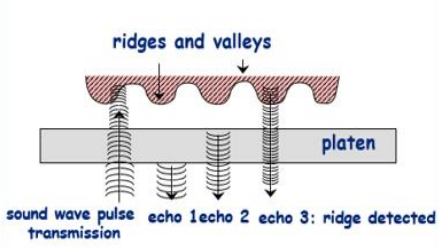 ridges and valleys
platen
sound wave pulse transmission
echo 1
echo 2
echo 3: ridge detected